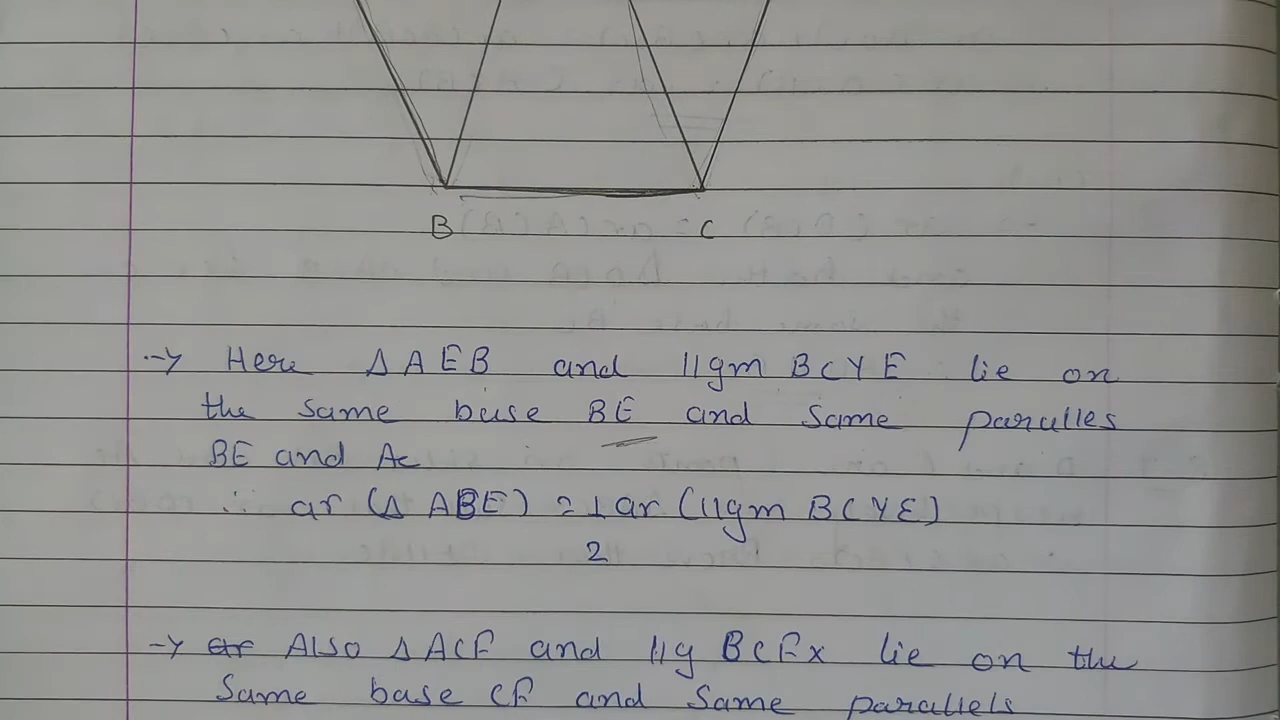 B C
Here Δ AEB and ||gm BCYE lie on
the same base BE and same paralles
BE and Ac
∴ ar (Δ ABE) = 1 ar (||gm BCYE)
2
Also Δ ACF and ||g BCFX lie on the
same base CF and same parallels